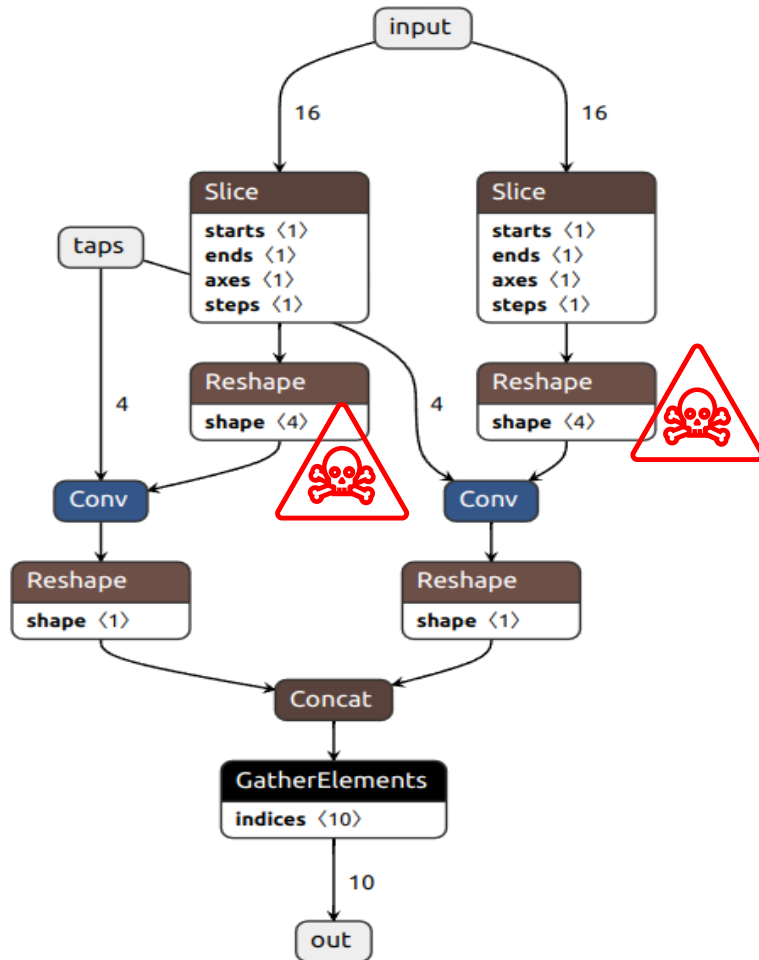 input
16
16
Slice
starts 〈1〉
ends 〈1〉
axes 〈1〉
steps 〈1〉
Slice
starts 〈1〉
ends 〈1〉
axes 〈1〉
steps 〈1〉
taps
Reshape
shape 〈4〉
Reshape
shape 〈4〉
4
4
Conv
Conv
Reshape
shape 〈1〉
Reshape
shape 〈1〉
Concat
GatherElements
indices 〈10〉
10
out